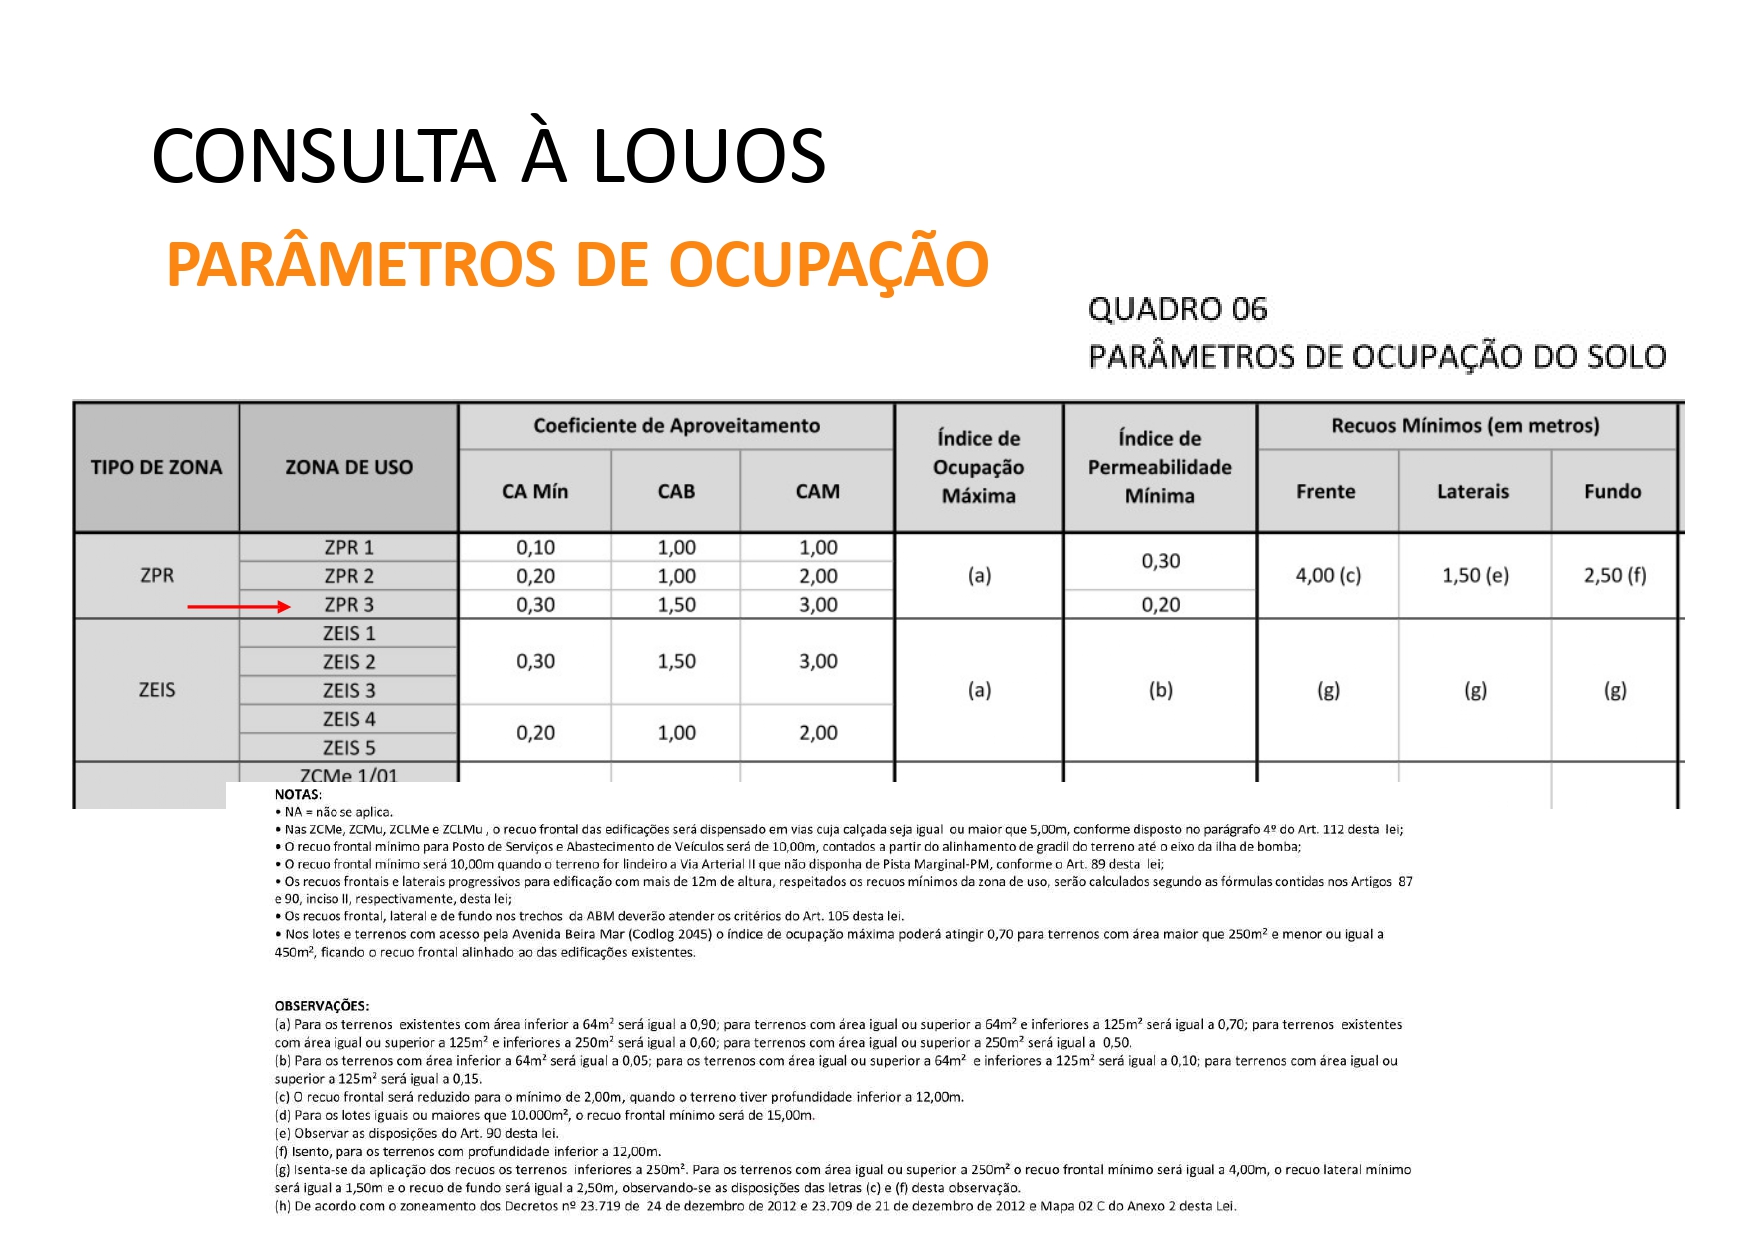 CONSULTA À LOUOS
PARÂMETROS DE OCUPAÇÃO
QUADRO 06
PARÂMETROS DE OCUPAÇÃO DO SOLO
TIPO DE ZONA ZONA DE USO Coeficiente de Aproveitamento Índice de Ocupação Máxima Índice de Permeabilidade Mínima Recuos Mínimos (em metros)
CA Mín CAB CAM Frente Laterais Fundo
ZPR ZPR 1 0,10 1,00 1,00 (a) 0,30 4,00 (c) 1,50 (e) 2,50 (f)
ZPR 2 0,20 1,00 2,00
ZPR 3 0,30 1,50 3,00 0,20
ZEIS ZEIS 1 0,30 1,50 3,00 (a) (b) (g) (g) (g)
ZEIS 2
ZEIS 3
ZEIS 4 0,20 1,00 2,00
ZEIS 5
ZCMe 1/01
NOTAS:
• NA = não se aplica.
• Nas ZCMe, ZCMu, ZCLMe e ZCLMu , o recuo frontal das edificações será dispensado em vias cuja calçada seja igual ou maior que 5,00m, conforme disposto no parágrafo 4º do Art. 112 desta lei;
• O recuo frontal mínimo para Posto de Serviços e Abastecimento de Veículos será de 10,00m, contados a partir do alinhamento de gradil do terreno até o eixo da ilha de bomba;
• O recuo frontal mínimo será 10,00m quando o terreno for lindeiro a Via Arterial II que não disponha de Pista Marginal-PM, conforme o Art. 89 desta lei;
• Os recuos frontais e laterais progressivos para edificação com mais de 12m de altura, respeitados os recuos mínimos da zona de uso, serão calculados segundo as fórmulas contidas nos Artigos 87
e 90, inciso II, respectivamente, desta lei;
• Os recuos frontal, lateral e de fundo nos trechos da ABM deverão atender os critérios do Art. 105 desta lei.
• Nos lotes e terrenos com acesso pela Avenida Beira Mar (Codlog 2045) o índice de ocupação máxima poderá atingir 0,70 para terrenos com área maior que 250m² e menor ou igual a
450m², ficando o recuo frontal alinhado ao das edificações existentes.
OBSERVAÇÕES:
(a) Para os terrenos existentes com área inferior a 64m² será igual a 0,90; para terrenos com área igual ou superior a 64m² e inferiores a 125m² será igual a 0,70; para terrenos existentes
com área igual ou superior a 125m² e inferiores a 250m² será igual a 0,60; para terrenos com área igual ou superior a 250m² será igual a 0,50.
(b) Para os terrenos com área inferior a 64m² será igual a 0,05; para os terrenos com área igual ou superior a 64m² e inferiores a 125m² será igual a 0,10; para terrenos com área igual ou
superior a 125m² será igual a 0,15.
(c) O recuo frontal será reduzido para o mínimo de 2,00m, quando o terreno tiver profundidade inferior a 12,00m.
(d) Para os lotes iguais ou maiores que 10.000m², o recuo frontal mínimo será de 15,00m.
(e) Observar as disposições do Art. 90 desta lei.
(f) Isento, para os terrenos com profundidade inferior a 12,00m.
(g) Isenta-se da aplicação dos recuos os terrenos inferiores a 250m². Para os terrenos com área igual ou superior a 250m² o recuo frontal mínimo será igual a 4,00m, o recuo lateral mínimo
será igual a 1,50m e o recuo de fundo será igual a 2,50m, observando-se as disposições das letras (c) e (f) desta observação.
(h) De acordo com o zoneamento dos Decretos nº 23.719 de 24 de dezembro de 2012 e 23.709 de 21 de dezembro de 2012 e Mapa 02 C do Anexo 2 desta Lei.